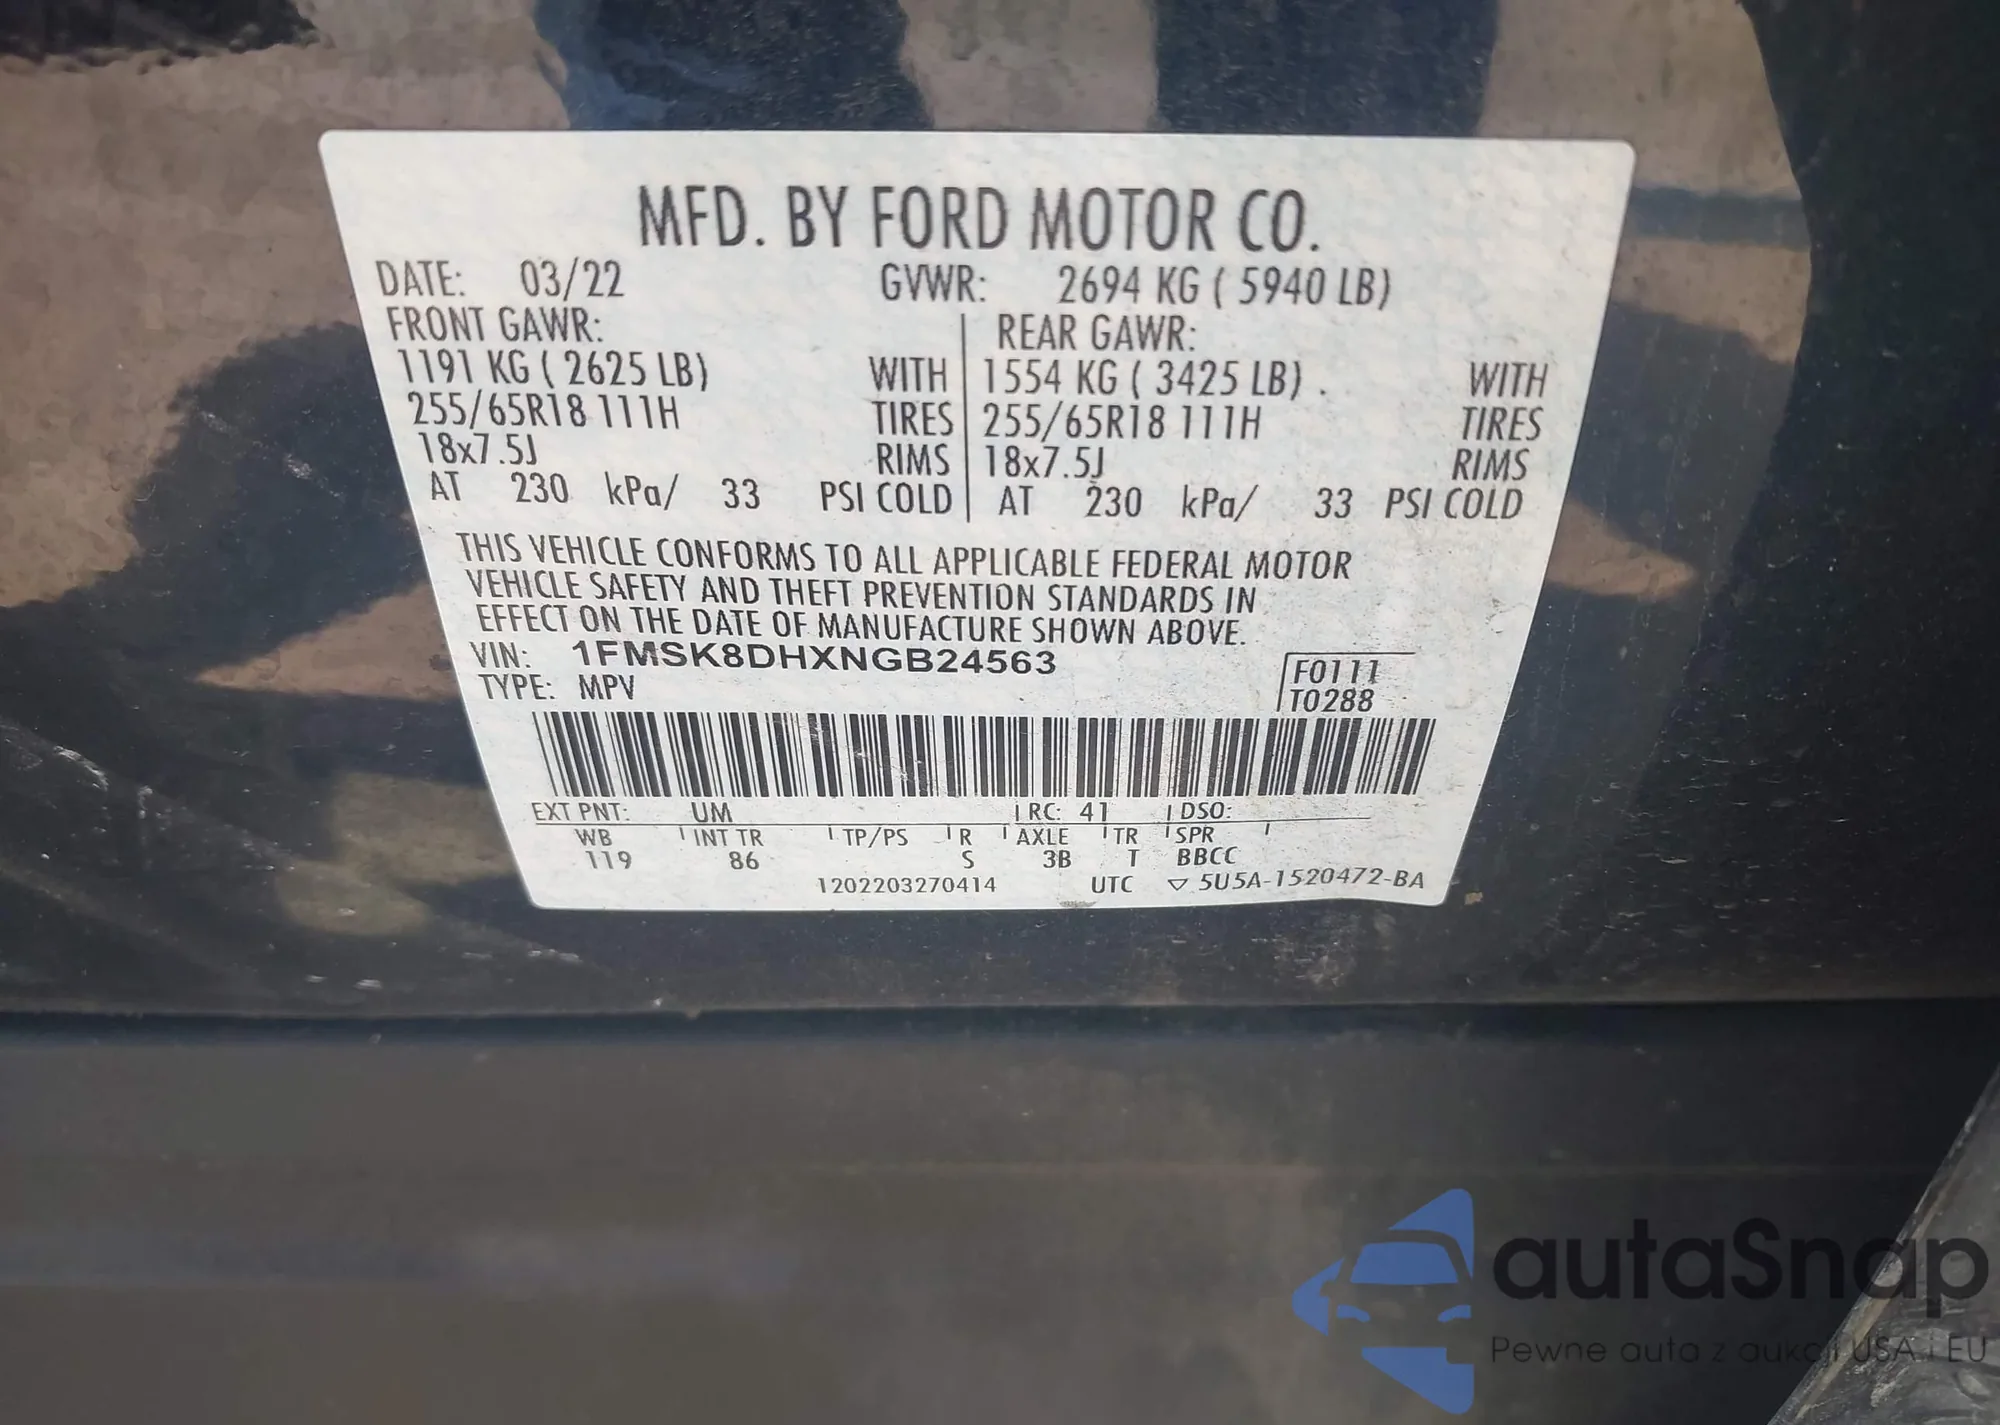 MFD. BY FORD MOTOR CO.
DATE: 03/22 GVWR: 2694 KG ( 5940 LB)
FRONT GAWR: REAR GAWR:
1191 KG ( 2625 LB) WITH 1554 KG ( 3425 LB) . WITH
255/65R18 111H TIRES 255/65R18 111H TIRES
18x7.5J RIMS 18x7.5J RIMS
AT 230 kPa/ 33 PSI COLD AT 230 kPa/ 33 PSI COLD
THIS VEHICLE CONFORMS TO ALL APPLICABLE FEDERAL MOTOR
VEHICLE SAFETY AND THEFT PREVENTION STANDARDS IN
EFFECT ON THE DATE OF MANUFACTURE SHOWN ABOVE.
VIN: 1FMSK8DHXNGB24563
TYPE: MPV
F0111
T0288
EXT PNT: UM RC: 41 DSO:
WB INT TR TP/PS R AXLE TR SPR
119 86 S 3B T BBCC
1202203270414 UTC ▽ 5U5A-1520472-BA
autaSnap
Pewne auta z aukcji USA i EU